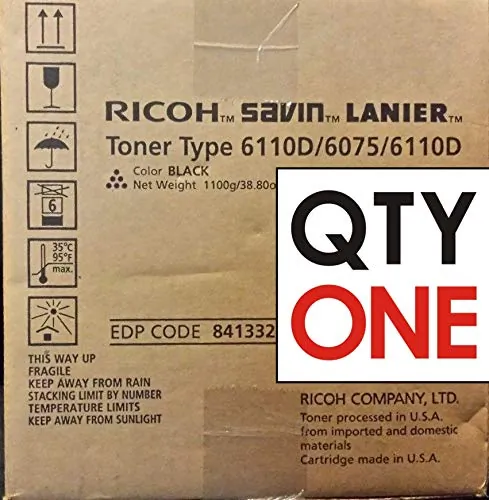 RICOH™ savin™ LANIER™
Toner Type 6110D/6075/6110D
Color BLACK
Net Weight 1100g/38.80o
QTY
ONE
6
35°C
95°F
max.
EDP CODE 841332
THIS WAY UP
FRAGILE
KEEP AWAY FROM RAIN
STACKING LIMIT BY NUMBER
TEMPERATURE LIMITS
KEEP AWAY FROM SUNLIGHT
RICOH COMPANY, LTD.
Toner processed in U.S.A.
from imported and domestic
materials
Cartridge made in U.S.A.